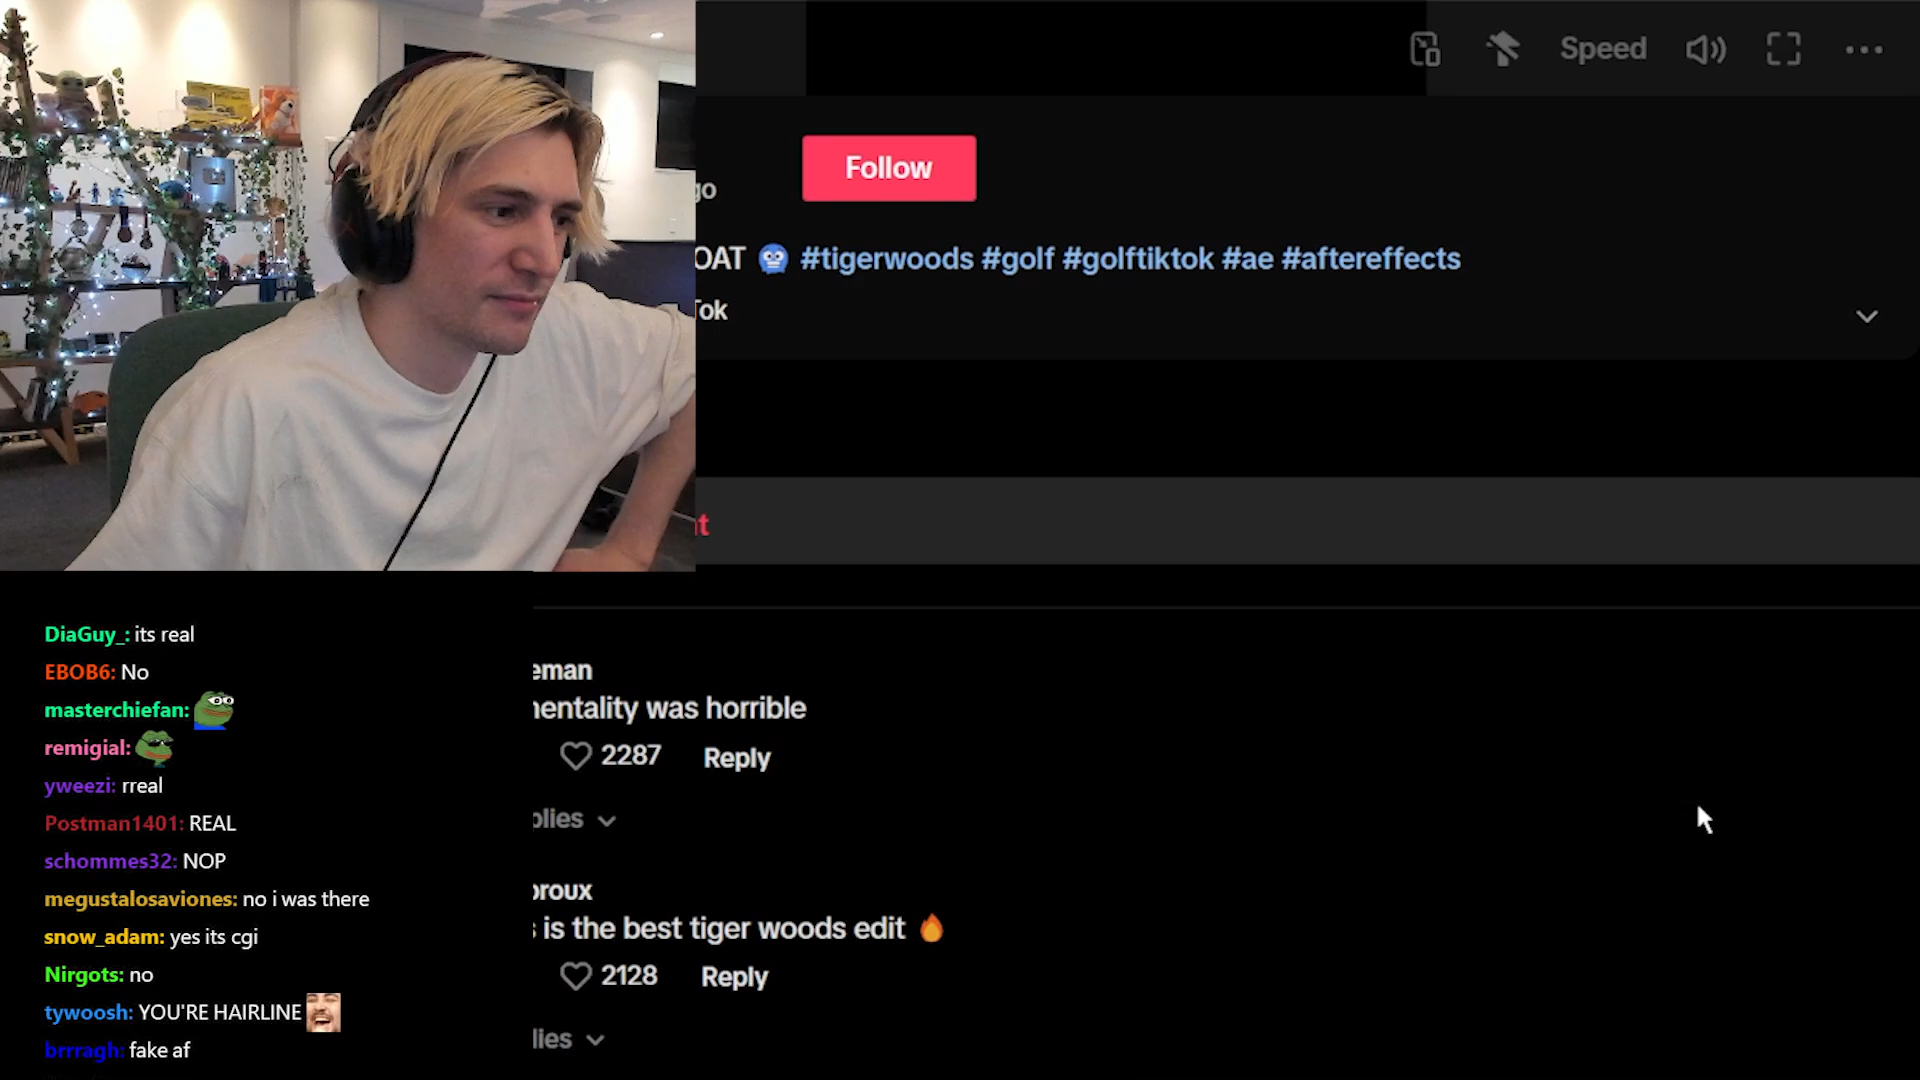 Speed
Follow
go
OAT #tigerwoods #golf #golftiktok #ae #aftereffects
Tok
t
DiaGuy_: its real
EBOB6: No
masterchiefan:
remigial:
yweezi: rreal
Postman1401: REAL
schommes32: NOP
megustalosaviones: no i was there
snow_adam: yes its cgi
Nirgots: no
tywoosh: YOU'RE HAIRLINE
brrragh: fake af
eman
nentality was horrible
2287 Reply
plies
oroux
s is the best tiger woods edit 🔥
2128 Reply
lies